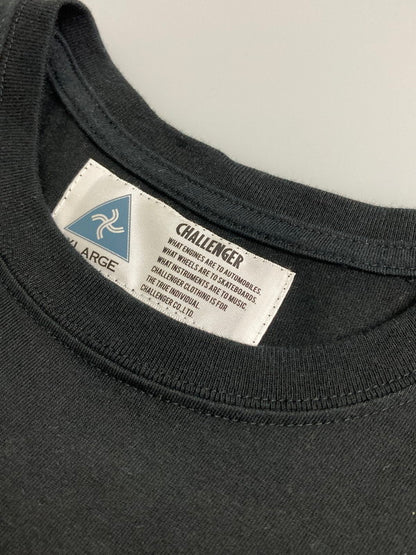 CHALLENGER
WHAT ENGINES ARE TO AUTOMOBILES.
WHAT WHEELS ARE TO SKATEBOARDS.
WHAT INSTRUMENTS ARE TO MUSIC.
CHALLENGER CLOTHING IS FOR
THE TRUE INDIVIDUAL.
CHALLENGER CO.,LTD.
XLARGE